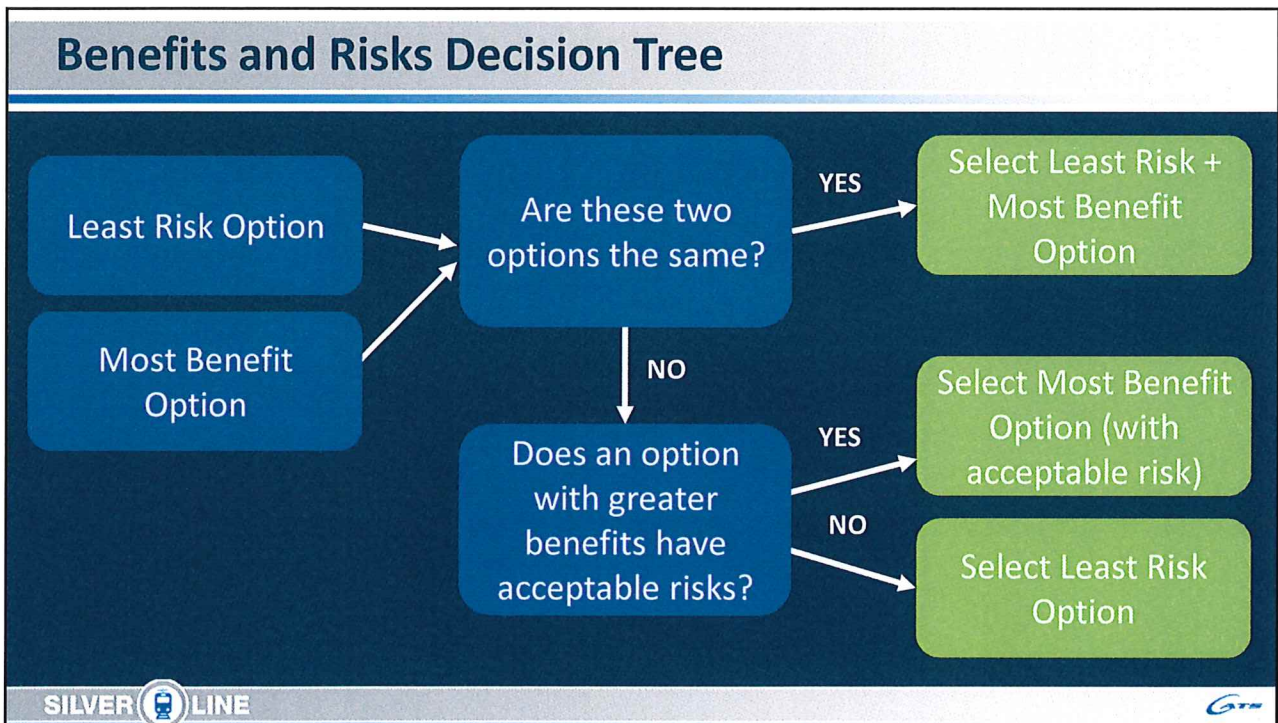 Benefits and Risks Decision Tree
Least Risk Option
Most Benefit
Option
Are these two
options the same?
YES
Select Least Risk +
Most Benefit
Option
NO
Does an option
with greater
benefits have
acceptable risks?
YES
Select Most Benefit
Option (with
acceptable risk)
NO
Select Least Risk
Option
SILVER LINE
CATS